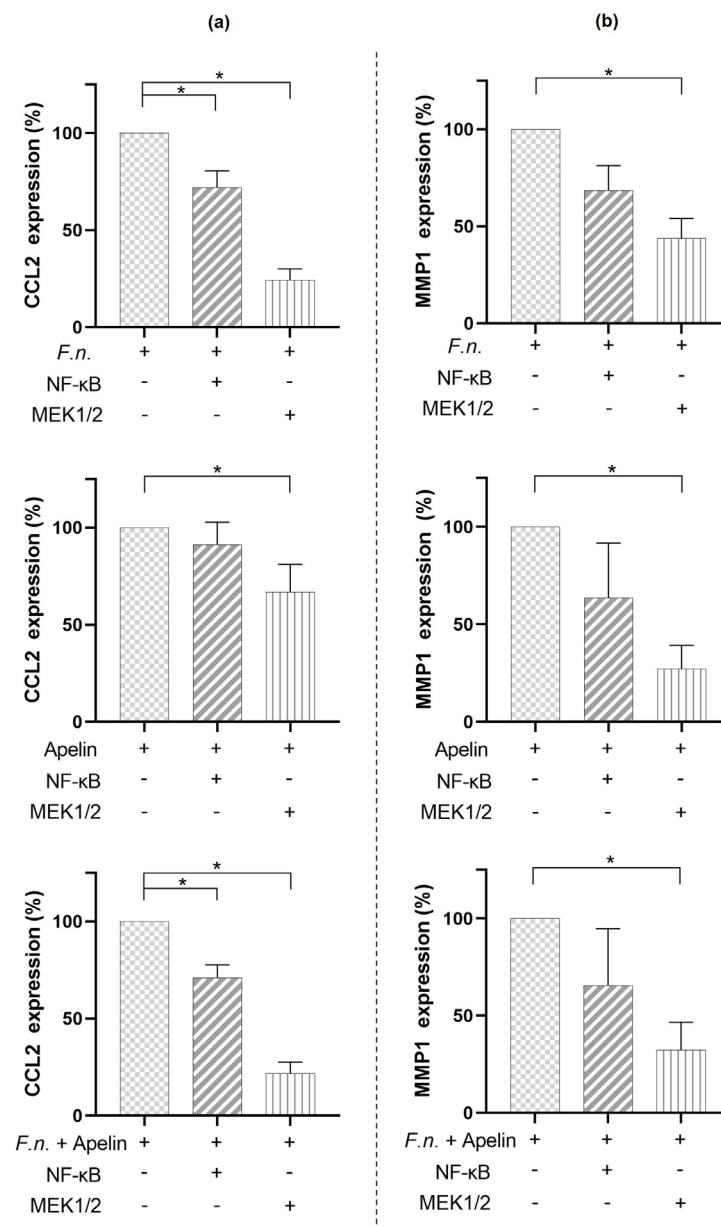 (a)
*
*
CCL2 expression (%)
100
50
0
F.n. + + +
NF-κB - + -
MEK1/2 - - +
*
CCL2 expression (%)
100
50
0
Apelin + + +
NF-κB - + -
MEK1/2 - - +
*
*
CCL2 expression (%)
100
50
0
F.n. + Apelin + + +
NF-κB - + -
MEK1/2 - - +
(b)
*
MMP1 expression (%)
100
50
0
F.n. + + +
NF-κB - + -
MEK1/2 - - +
*
MMP1 expression (%)
100
50
0
Apelin + + +
NF-κB - + -
MEK1/2 - - +
*
MMP1 expression (%)
100
50
0
F.n. + Apelin + + +
NF-κB - + -
MEK1/2 - - +